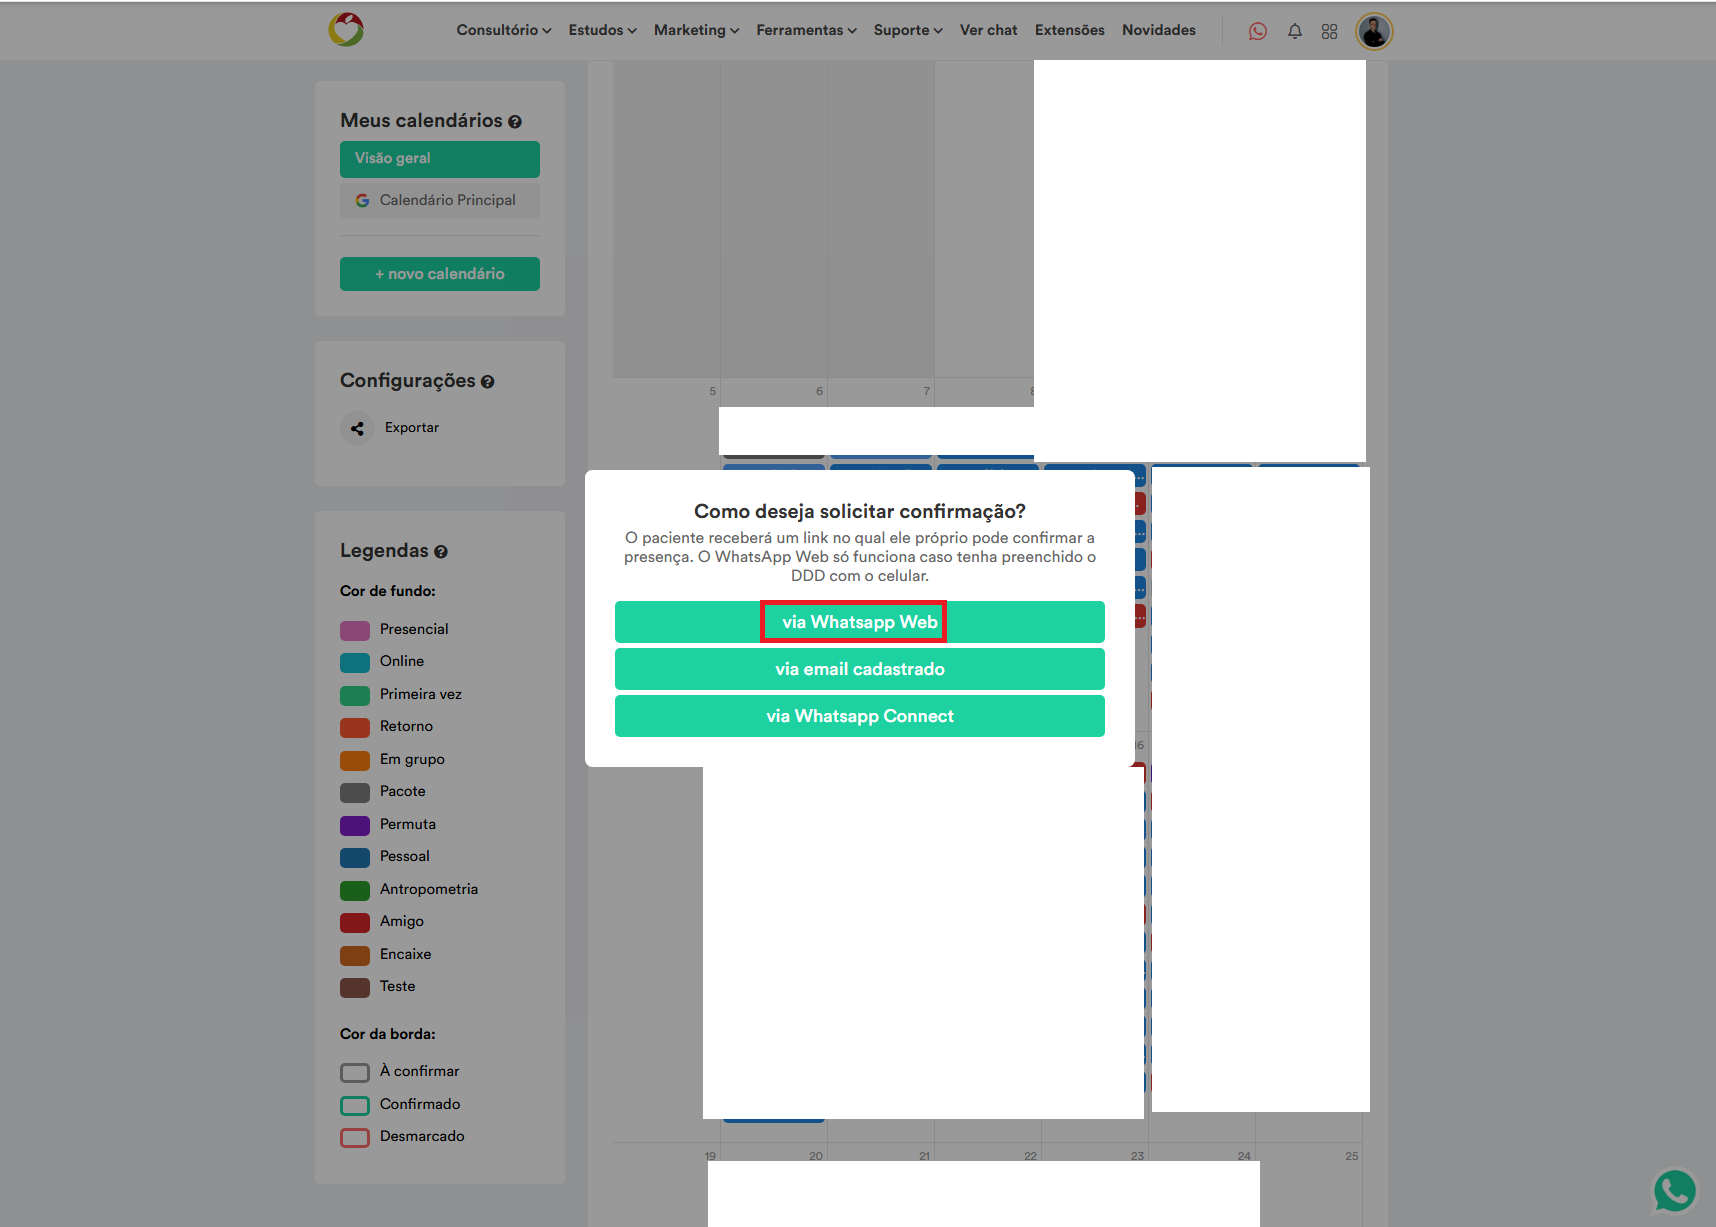 Consultório
Estudos
Marketing
Ferramentas
Suporte
Ver chat
Extensões
Novidades
Meus calendários
Visão geral
Calendário Principal
+ novo calendário
Configurações
Exportar
Legendas
Cor de fundo:
Presencial
Online
Primeira vez
Retorno
Em grupo
Pacote
Permuta
Pessoal
Antropometria
Amigo
Encaixe
Teste
Cor da borda:
À confirmar
Confirmado
Desmarcado
5
6
7
Como deseja solicitar confirmação?
O paciente receberá um link no qual ele próprio pode confirmar a
presença. O WhatsApp Web só funciona caso tenha preenchido o
DDD com o celular.
via Whatsapp Web
via email cadastrado
via Whatsapp Connect
16
19
20
21
22
23
24
25